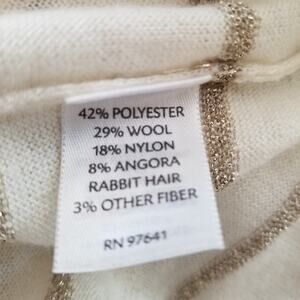 42% POLYESTER
29% WOOL
18% NYLON
8% ANGORA
RABBIT HAIR
3% OTHER FIBER
RN 97641